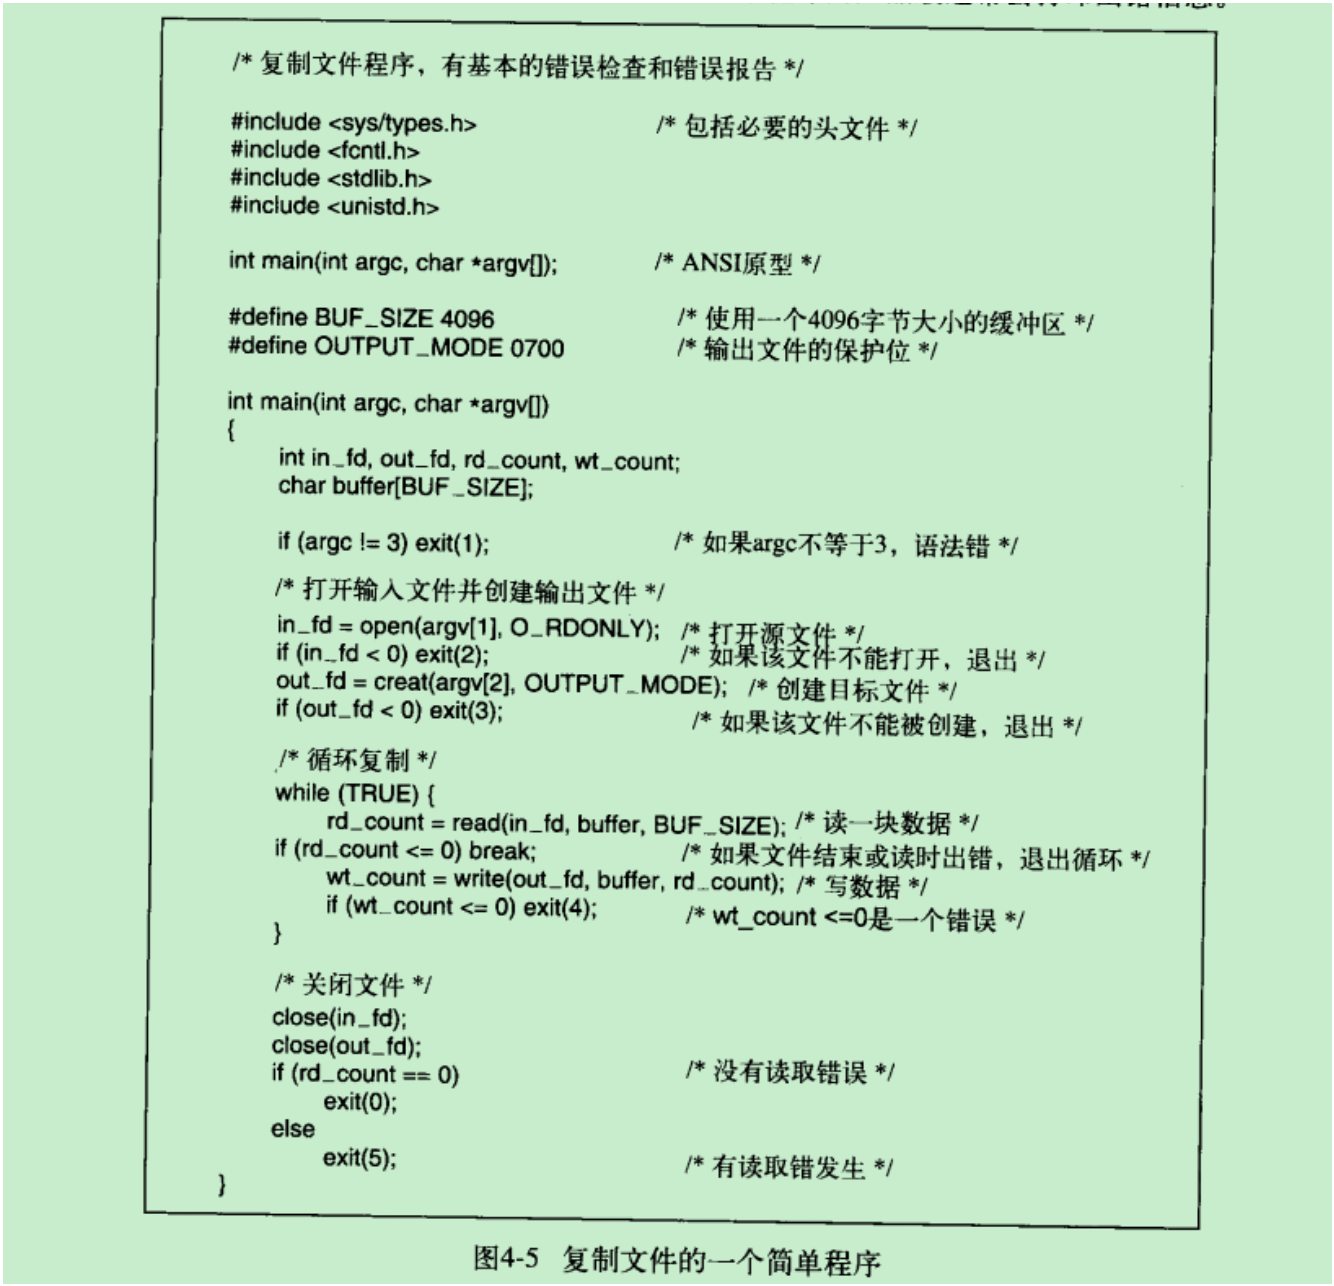 /* 复制文件程序，有基本的错误检查和错误报告 */
#include <sys/types.h> /* 包括必要的头文件 */
#include <fcntl.h>
#include <stdlib.h>
#include <unistd.h>
int main(int argc, char *argv[]); /* ANSI原型 */
#define BUF_SIZE 4096 /* 使用一个4096字节大小的缓冲区 */
#define OUTPUT_MODE 0700 /* 输出文件的保护位 */
int main(int argc, char *argv[])
{
int in_fd, out_fd, rd_count, wt_count;
char buffer[BUF_SIZE];
if (argc != 3) exit(1); /* 如果argc不等于3，语法错 */
/* 打开输入文件并创建输出文件 */
in_fd = open(argv[1], O_RDONLY); /* 打开源文件 */
if (in_fd < 0) exit(2); /* 如果该文件不能打开，退出 */
out_fd = creat(argv[2], OUTPUT_MODE); /* 创建目标文件 */
if (out_fd < 0) exit(3); /* 如果该文件不能被创建，退出 */
/* 循环复制 */
while (TRUE) {
rd_count = read(in_fd, buffer, BUF_SIZE); /* 读一块数据 */
if (rd_count <= 0) break; /* 如果文件结束或读时出错，退出循环 */
wt_count = write(out_fd, buffer, rd_count); /* 写数据 */
if (wt_count <= 0) exit(4); /* wt_count <=0是一个错误 */
}
/* 关闭文件 */
close(in_fd);
close(out_fd);
if (rd_count == 0) /* 没有读取错误 */
exit(0);
else
exit(5); /* 有读取错发生 */
}
图4-5 复制文件的一个简单程序